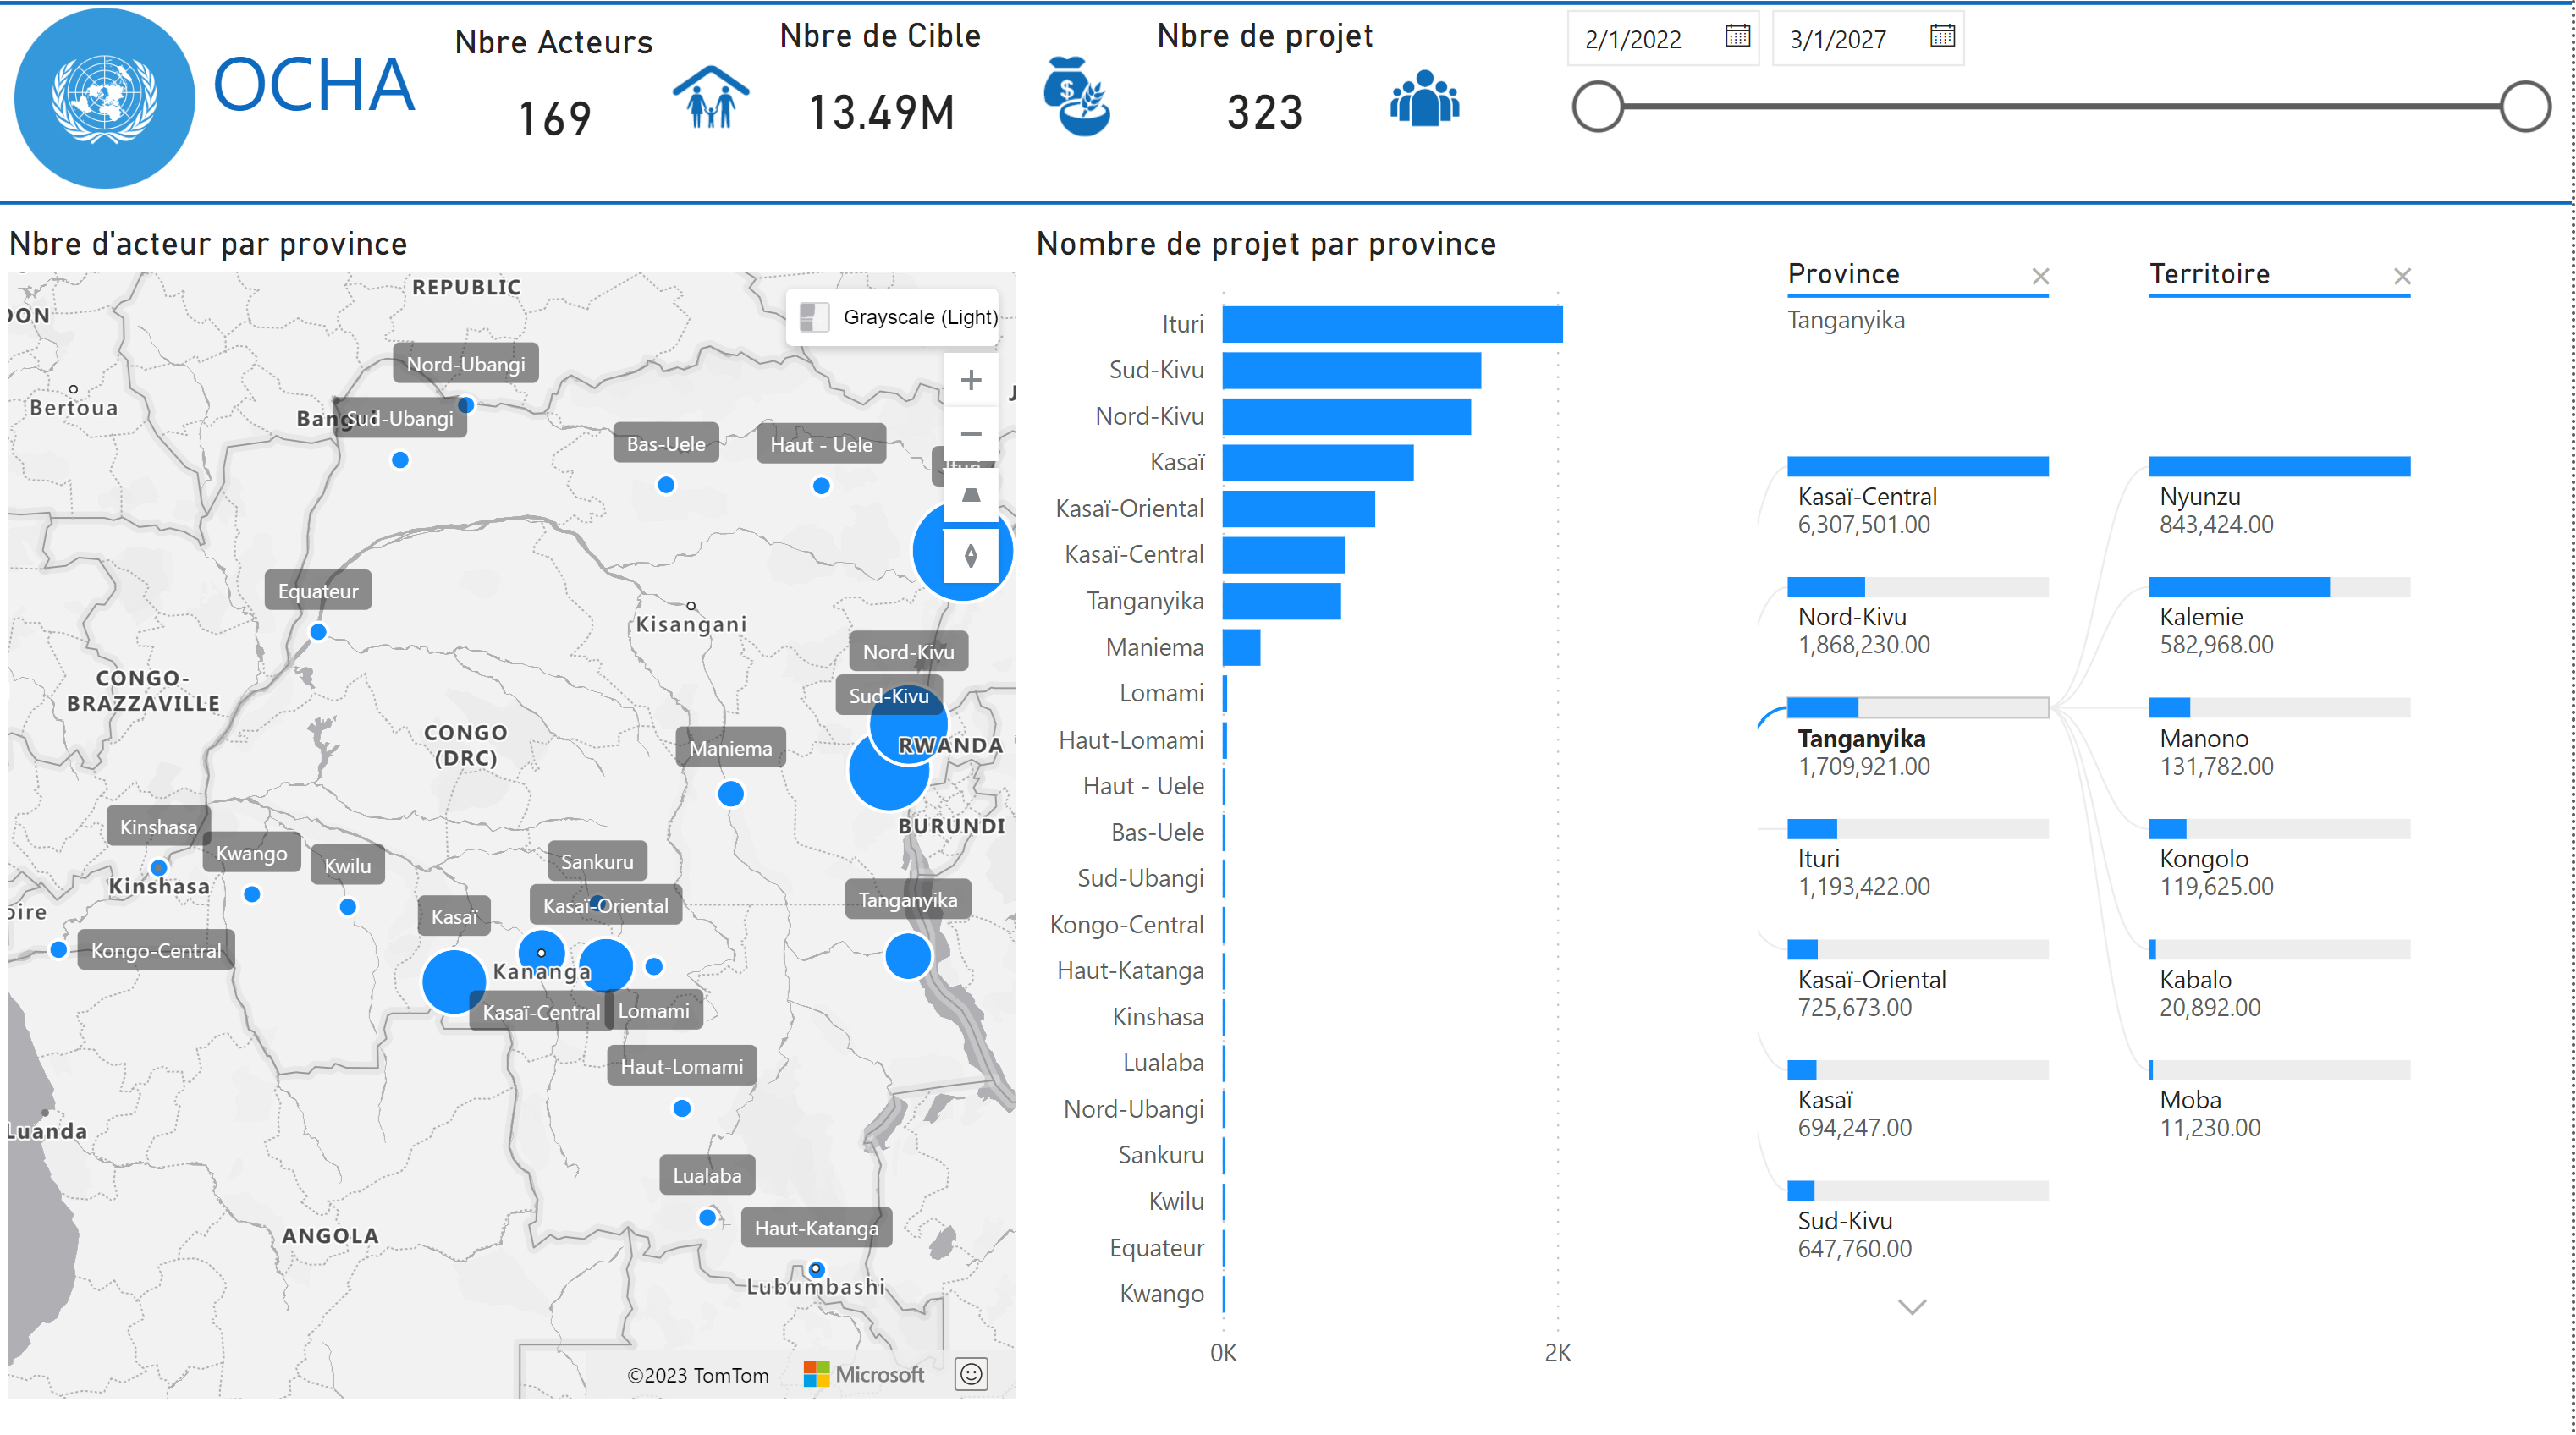 OCHA
Nbre Acteurs
169
Nbre de Cible
13.49M
Nbre de projet
323
2/1/2022
3/1/2027
Nbre d'acteur par province
REPUBLIC
Grayscale (Light)
Nord-Ubangi
Bertoua
Sud-Ubangi
Bas-Uele
Haut - Uele
Equateur
Kisangani
Nord-Kivu
CONGO-
BRAZZAVILLE
Sud-Kivu
CONGO
(DRC)
RWANDA
Maniema
Kinshasa
BURUNDI
Kwango
Kwilu
Sankuru
Kinshasa
Tanganyika
Kasaï
Kasaï-Oriental
Kongo-Central
Kananga
Kasaï-Central
Lomami
Haut-Lomami
Luanda
Lualaba
ANGOLA
Haut-Katanga
Lubumbashi
©2023 TomTom
Microsoft
Nombre de projet par province
Ituri
Sud-Kivu
Nord-Kivu
Kasaï
Kasaï-Oriental
Kasaï-Central
Tanganyika
Maniema
Lomami
Haut-Lomami
Haut - Uele
Bas-Uele
Sud-Ubangi
Kongo-Central
Haut-Katanga
Kinshasa
Lualaba
Nord-Ubangi
Sankuru
Kwilu
Equateur
Kwango
0K
2K
Province
Tanganyika
Kasaï-Central
6,307,501.00
Nord-Kivu
1,868,230.00
Tanganyika
1,709,921.00
Ituri
1,193,422.00
Kasaï-Oriental
725,673.00
Kasaï
694,247.00
Sud-Kivu
647,760.00
Territoire
Nyunzu
843,424.00
Kalemie
582,968.00
Manono
131,782.00
Kongolo
119,625.00
Kabalo
20,892.00
Moba
11,230.00